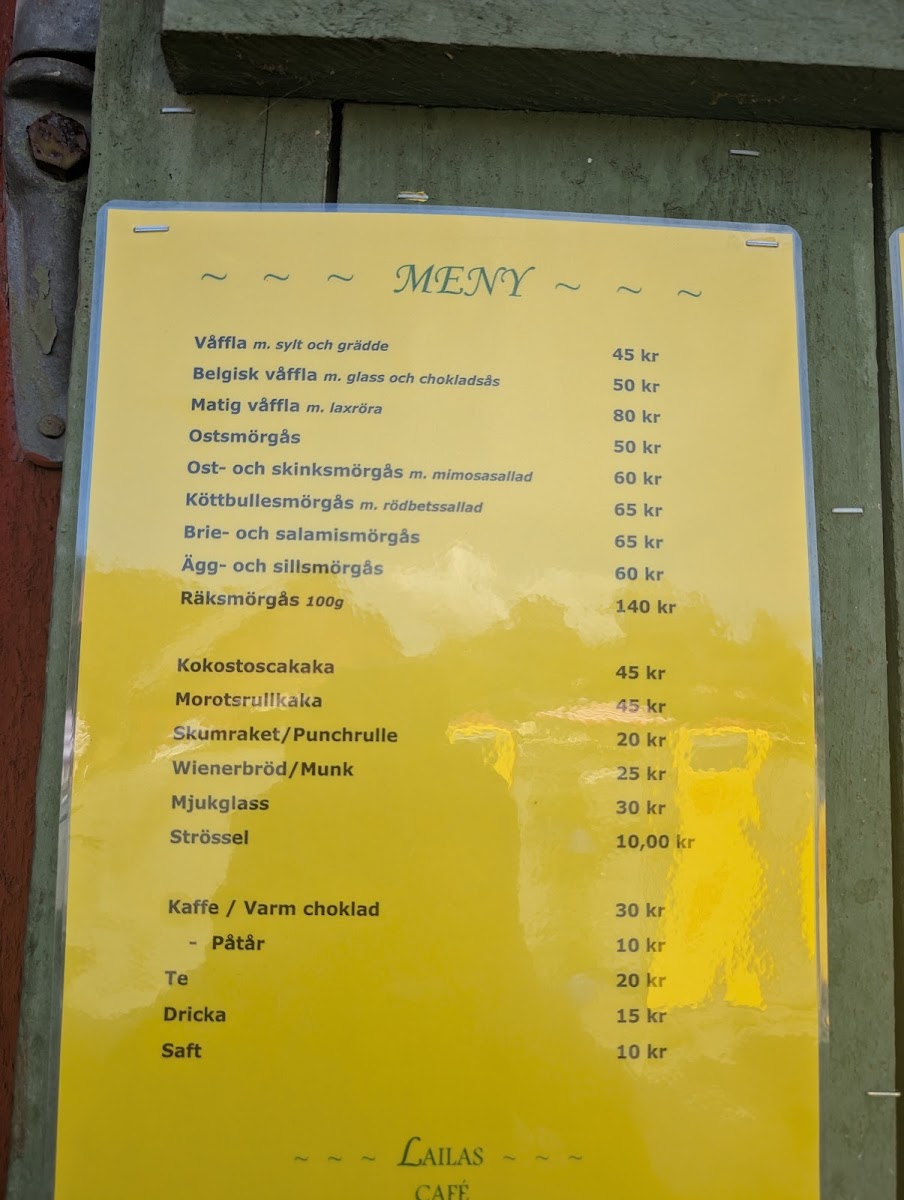 ~ ~ ~ MENY ~ ~ ~
Våffla m. sylt och grädde 45 kr
Belgisk våffla m. glass och chokladsås 50 kr
Matig våffla m. laxröra 80 kr
Ostsmörgås 50 kr
Ost- och skinksmörgås m. mimosasallad 60 kr
Köttbullesmörgås m. rödbetssallad 65 kr
Brie- och salamismörgås 65 kr
Ägg- och sillsmörgås 60 kr
Räksmörgås 100g 140 kr
Kokostoscakaka 45 kr
Morotsrullkaka 45 kr
Skumraket/Punchrulle 20 kr
Wienerbröd/Munk 25 kr
Mjukglass 30 kr
Strössel 10,00 kr
Kaffe / Varm choklad 30 kr
- Påtår 10 kr
Te 20 kr
Dricka 15 kr
Saft 10 kr
~ ~ ~ LAILAS ~ ~ ~
CAFÉ